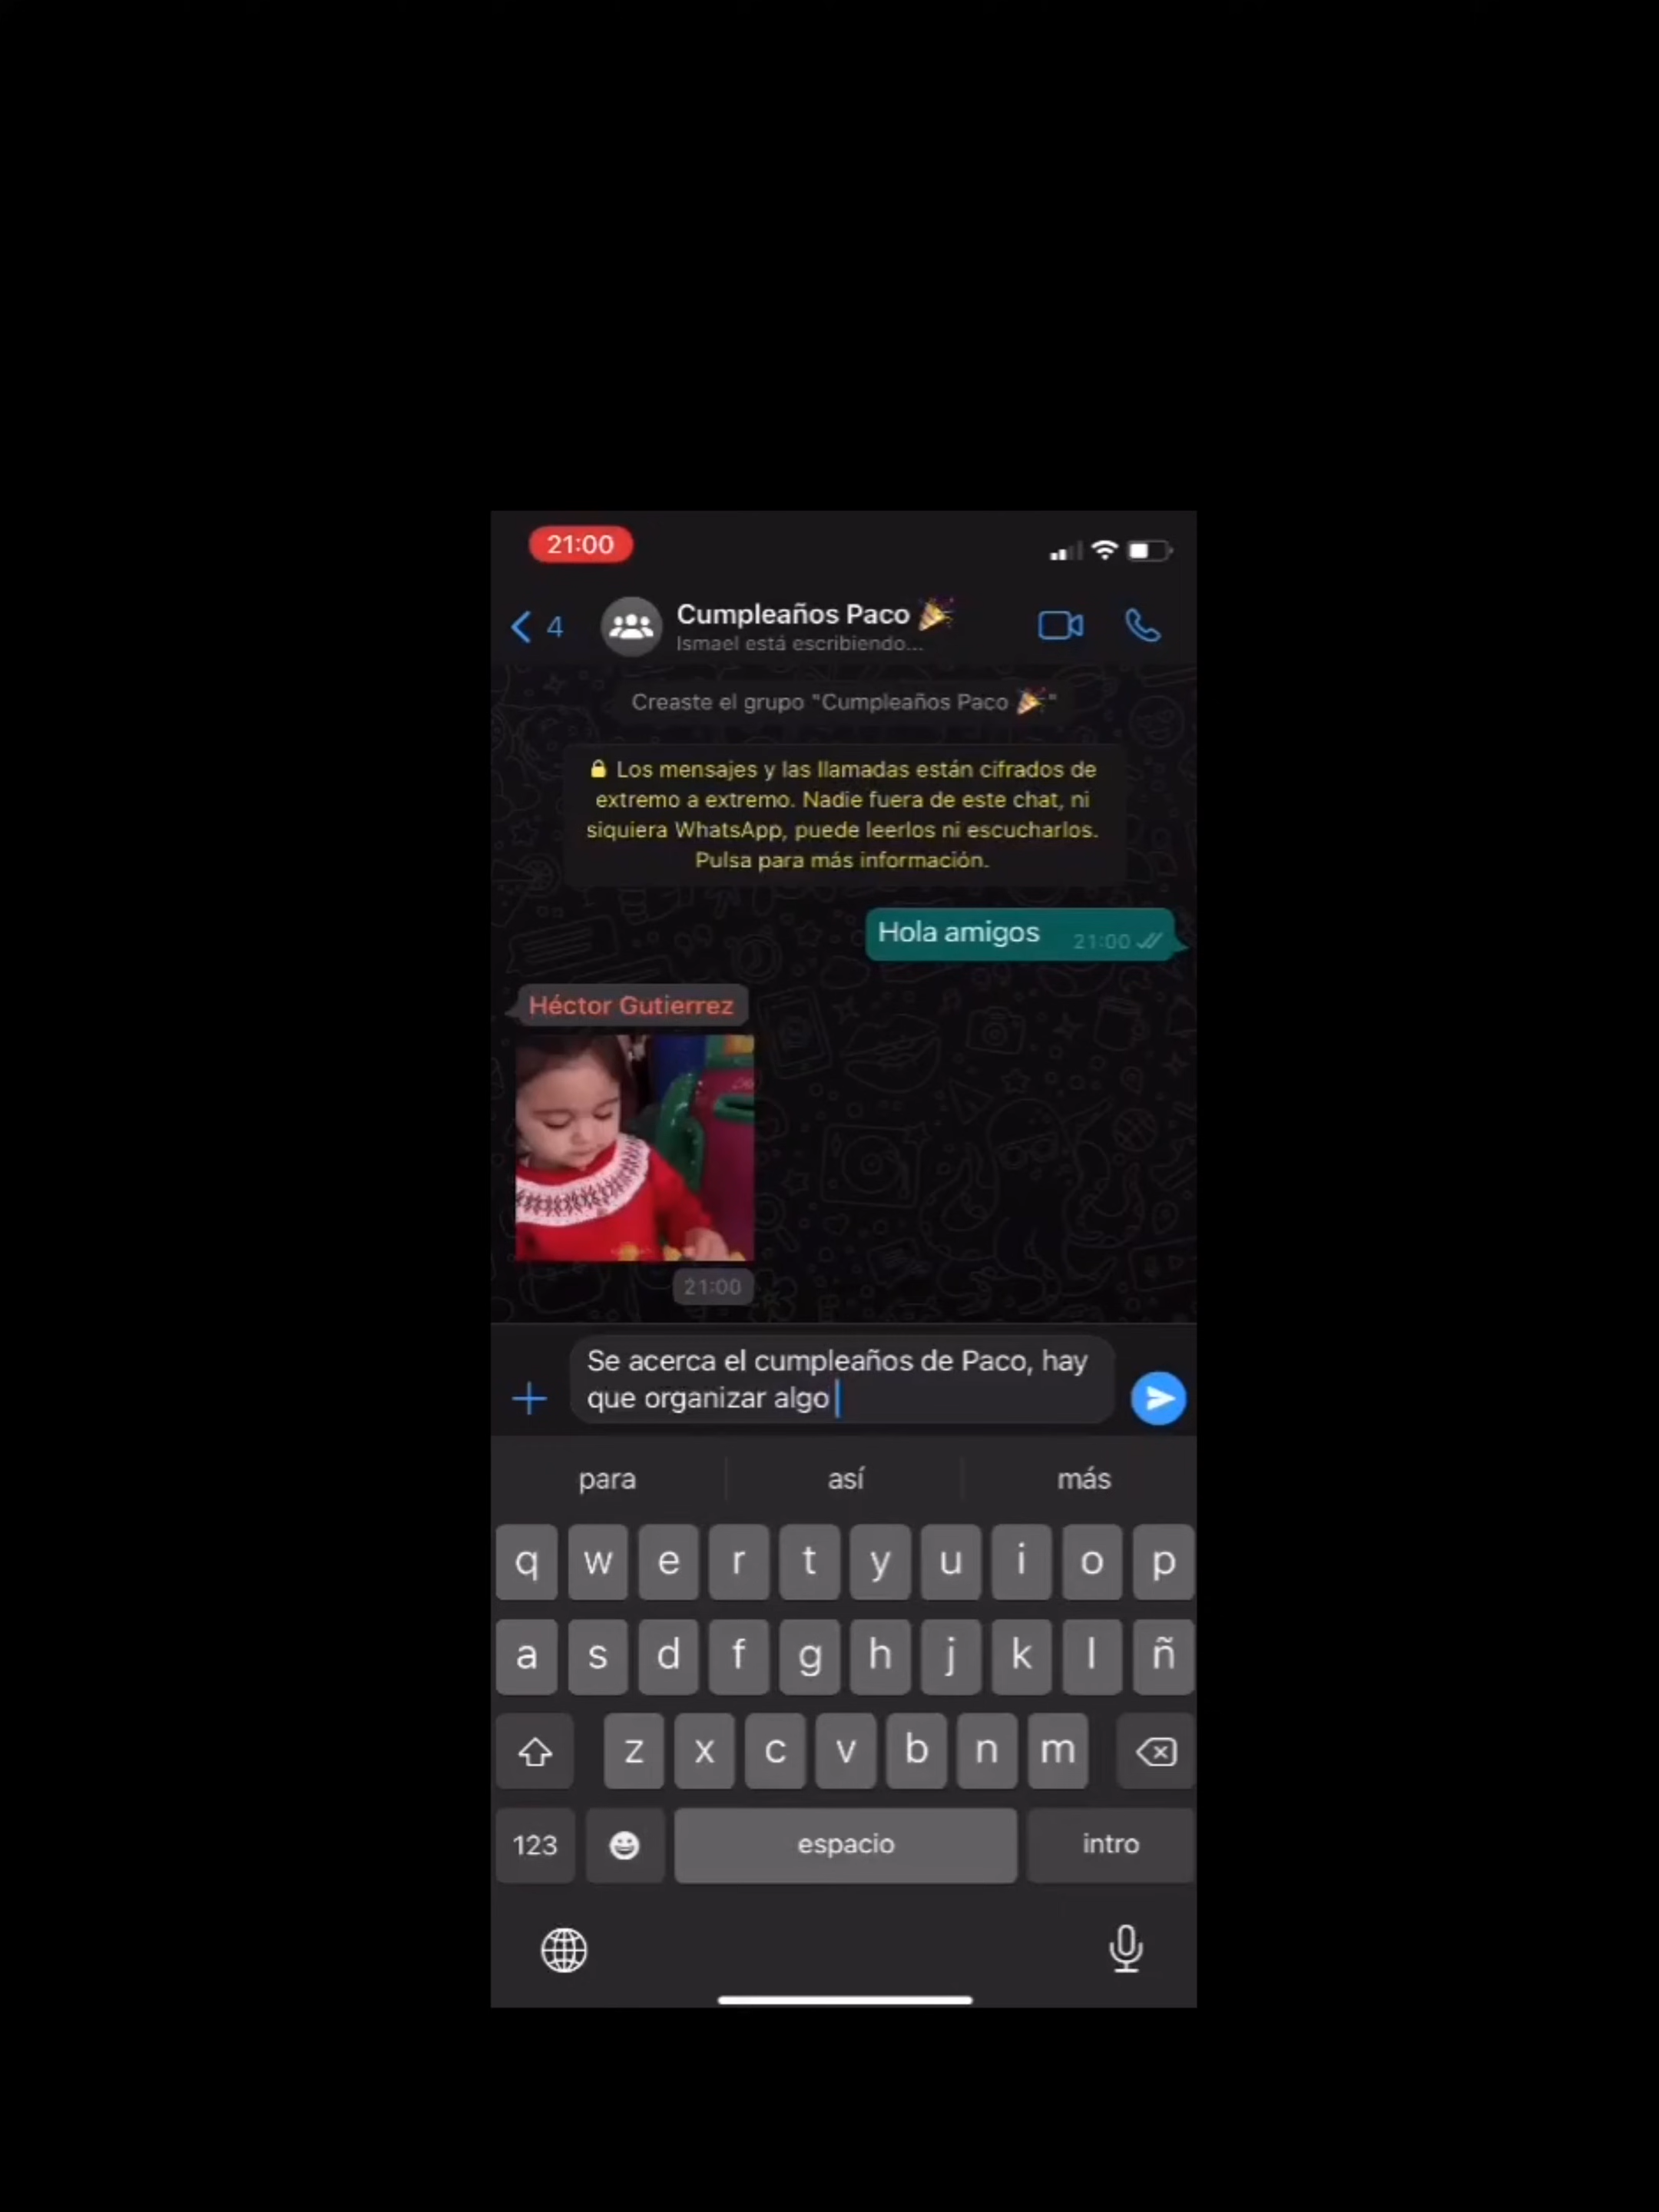 21:00
4
Cumpleaños Paco 🎉
Ismael está escribiendo...
Creaste el grupo "Cumpleaños Paco 🎉"
🔒 Los mensajes y las llamadas están cifrados de
extremo a extremo. Nadie fuera de este chat, ni
siquiera WhatsApp, puede leerlos ni escucharlos.
Pulsa para más información.
Hola amigos 21:00
Héctor Gutierrez
21:00
Se acerca el cumpleaños de Paco, hay
que organizar algo
para así más
q w e r t y u i o p
a s d f g h j k l ñ
z x c v b n m
123 espacio intro